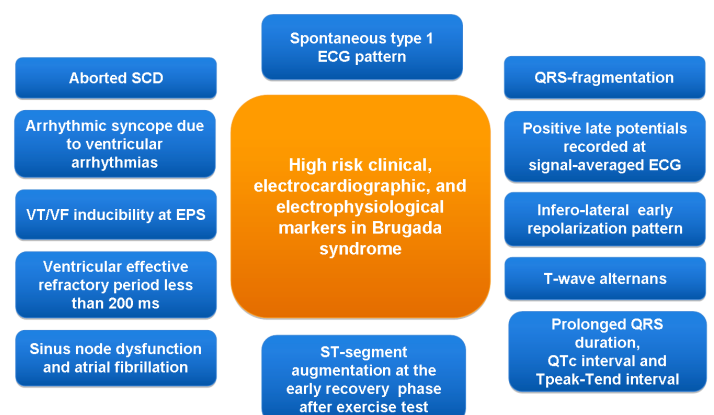 Spontaneous type 1
ECG pattern
Aborted SCD
Arrhythmic syncope due
to ventricular
arrhythmias
VT/VF inducibility at EPS
Ventricular effective
refractory period less
than 200 ms
Sinus node dysfunction
and atrial fibrillation
High risk clinical,
electrocardiographic, and
electrophysiological
markers in Brugada
syndrome
ST-segment
augmentation at the
early recovery phase
after exercise test
QRS-fragmentation
Positive late potentials
recorded at
signal-averaged ECG
Infero-lateral early
repolarization pattern
T-wave alternans
Prolonged QRS
duration,
QTc interval and
Tpeak-Tend interval